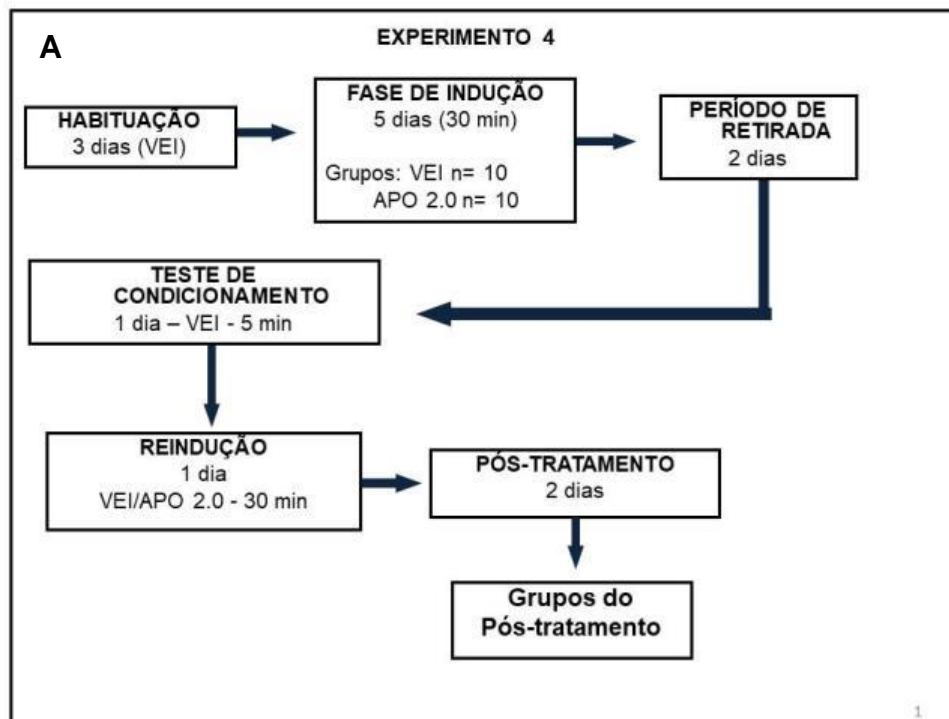 A
EXPERIMENTO 4
HABITUAÇÃO
3 dias (VEI)
FASE DE INDUÇÃO
5 dias (30 min)
Grupos: VEI n= 10
APO 2.0 n= 10
PERÍODO DE
RETIRADA
2 dias
TESTE DE
CONDICIONAMENTO
1 dia – VEI - 5 min
REINDUÇÃO
1 dia
VEI/APO 2.0 - 30 min
PÓS-TRATAMENTO
2 dias
Grupos do
Pós-tratamento
1